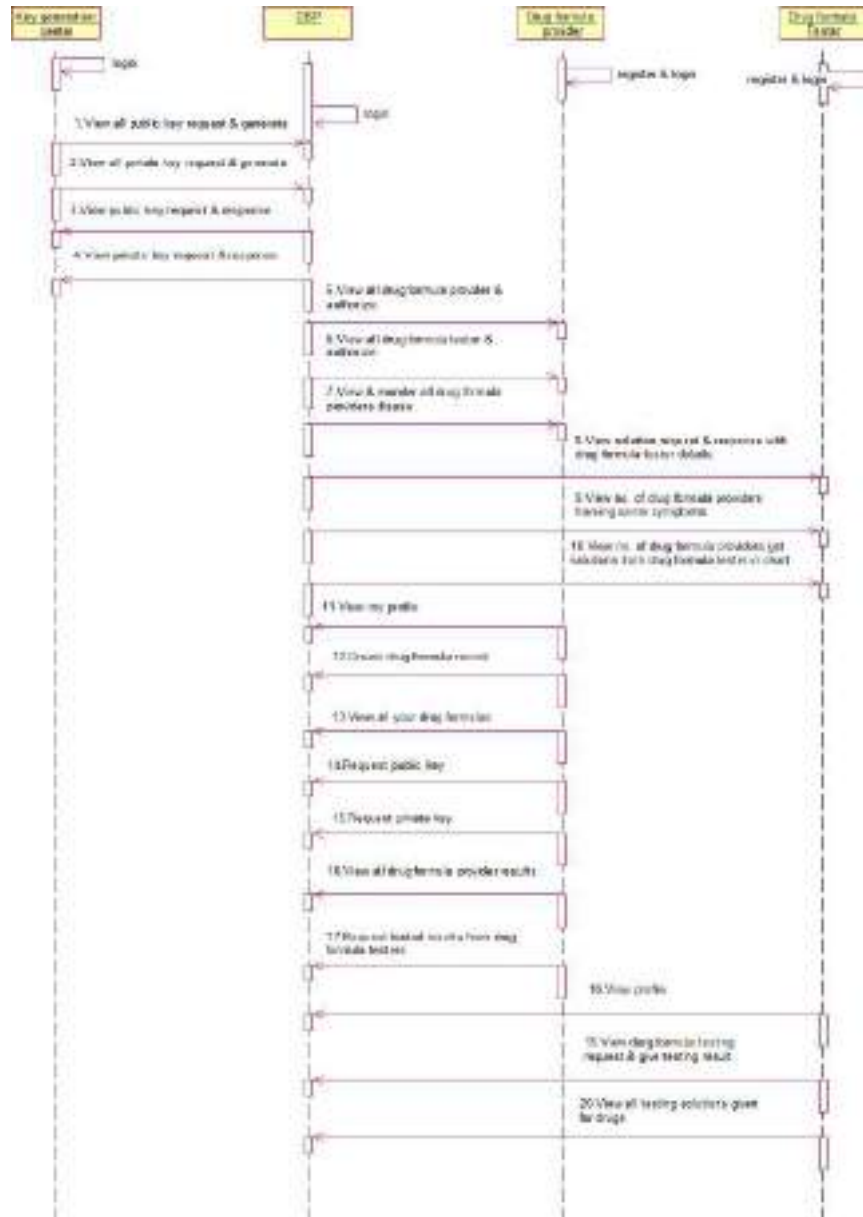 Key generation
center
DBP
Drug formula
provider
Drug formula
Tester
login
register & login
register & login
login
1.View all public key request & generate
2.View all private key request & generate
3.View public key request & response
4.View private key request & response
5.View all drug formula provider &
authorize
6.View all drug formula tester &
authorize
7.View & all drug formula
providers disease
8.View solution request & response with
drug formula tester details
9.View no. of drug formula providers
same symptoms
10.View no. of drug formula providers got
solutions from drug formula tester in chart
11.View my profile
12. drug formula
13.View all your drug formulas
14.Request public key
15.Request private key
16.View all drug formula provider results
17.Request tested results from drug
formula testers
18.View profile
19.View drug formula testing
request & give testing result
20.View all testing solutions given
for drugs